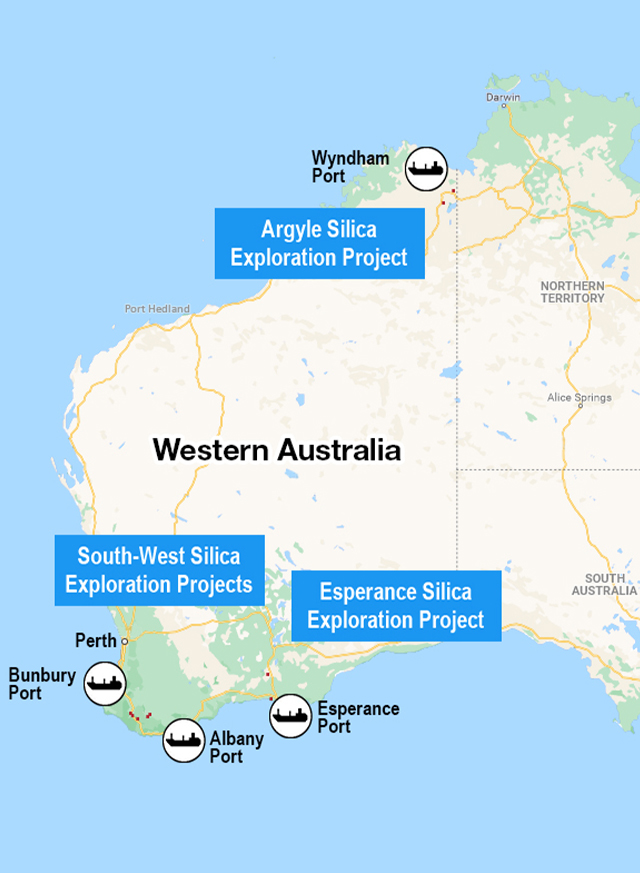 Darwin
Wyndham
Port
Argyle Silica
Exploration Project
NORTHERN
TERRITORY
Port Hedland
Alice Springs
Western Australia
South-West Silica
Exploration Projects
Esperance Silica
Exploration Project
SOUTH
AUSTRALIA
Perth
Bunbury
Port
Esperance
Port
Albany
Port